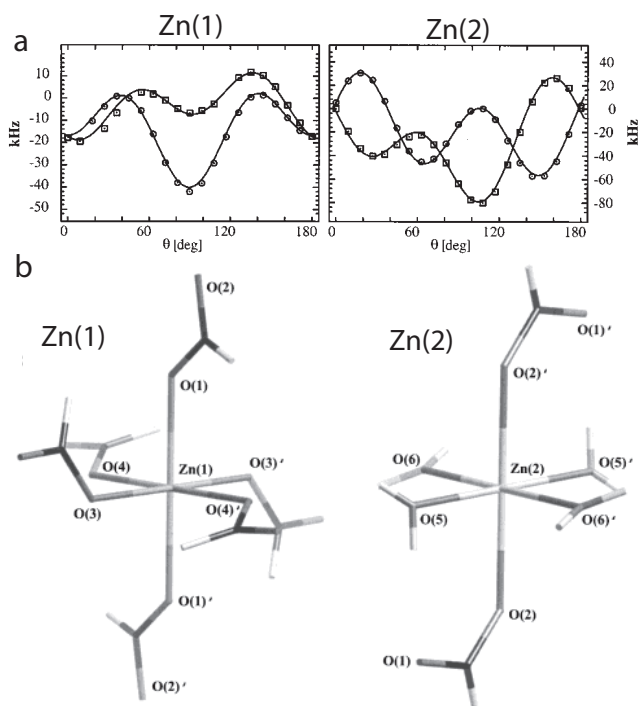 Zn(1) Zn(2)
a
10
0
-10
-20
-30
-40
-50
kHz
0 60 120 180
θ [deg]
40
20
0
-20
-40
-60
-80
kHz
0 60 120 180
θ [deg]
b
Zn(1)
O(2)
O(1)
O(4)
Zn(1)
O(3)′
O(3)
O(4)′
O(1)′
O(2)′
Zn(2)
O(1)′
O(2)′
O(6)
Zn(2)
O(5)′
O(5)
O(6)′
O(2)
O(1)